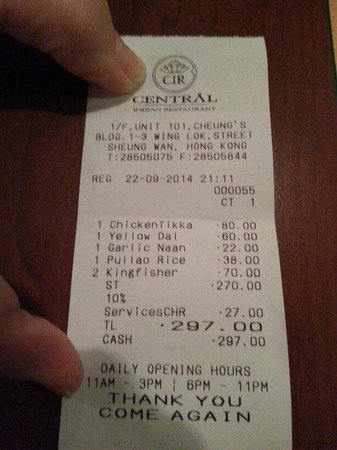 CIR
CENTRAL
INDIAN RESTAURANT
1/F,UNIT 101,CHEUNG'S
BLDG.1-3 WING LOK,STREET
SHEUNG WAN, HONG KONG
T:28505075 F:28505844
REG 22-09-2014 21:11
000055
CT 1
1 ChickenTikka ·80.00
1 Yellow Dal ·60.00
1 Garlic Naan ·22.00
1 Pullao Rice ·38.00
2 Kingfisher ·70.00
ST ·270.00
10%
ServicesCHR ·27.00
TL ·297.00
CASH ·297.00
DAILY OPENING HOURS
11AM - 3PM ¦ 6PM - 11PM
THANK YOU
COME AGAIN